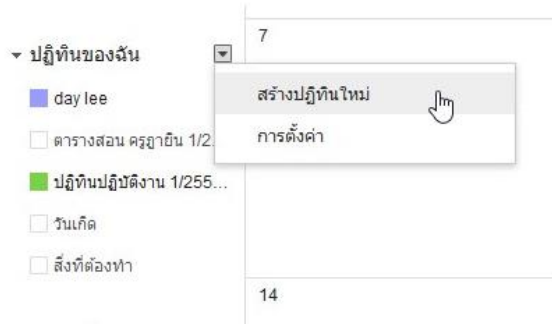 7
ปฏิทินของฉัน
สร้างปฏิทินใหม่
day lee
การตั้งค่า
ตารางสอน ครูฎายิน 1/2
ปฏิทินปฏิบัติงาน 1/255...
วันเกิด
สิ่งที่ต้องทำ
14